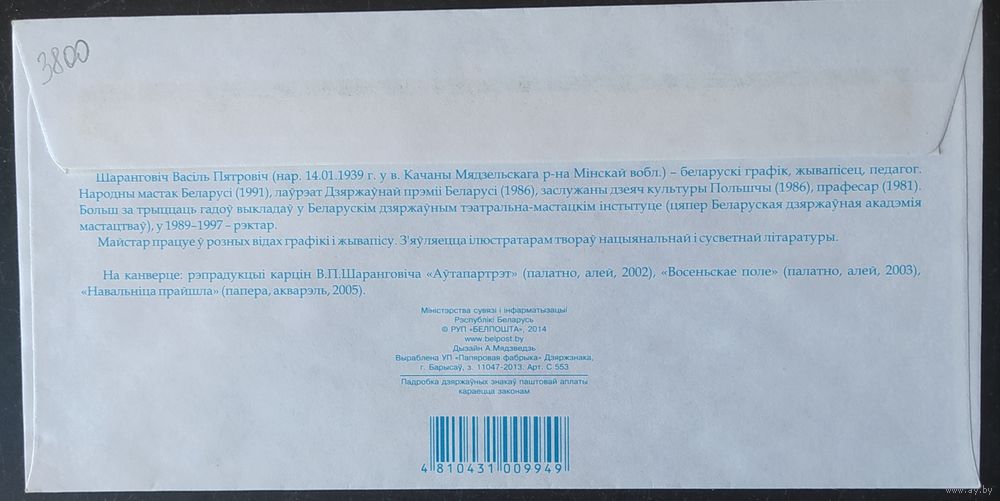 3800
Шаранговіч Васіль Пятровіч (нар. 14.01.1939 г. у в. Качаны Мядзельскага р-на Мінскай вобл.) – беларускі графік, жывапісец, педагог.
Народны мастак Беларусі (1991), лаўрэат Дзяржаўнай прэміі Беларусі (1986), заслужаны дзеяч культуры Польшчы (1986), прафесар (1981).
Больш за трыццаць гадоў выкладаў у Беларускім дзяржаўным тэатральна-мастацкім інстытуце (цяпер Беларуская дзяржаўная акадэмія
мастацтваў), у 1989–1997 – рэктар.
Майстар працуе ў розных відах графікі і жывапісу. З'яўляецца ілюстратарам твораў нацыянальнай і сусветнай літаратуры.
На канверце: рэпрадукцыі карцін В.П.Шаранговіча «Аўтапартрэт» (палатно, алей, 2002), «Восеньскае поле» (палатно, алей, 2003),
«Навальніца прайшла» (папера, акварэль, 2005).
Міністэрства сувязі і інфарматызацыі
Рэспублікі Беларусь
© РУП «БЕЛПОШТА», 2014
www.belpost.by
Дызайн А.Мядзведзь
Выраблена УП «Папяровая фабрыка» Дзяржзнака,
г. Барысаў, з. 11047-2013. Арт. С 553
Падробка дзяржаўных знакаў паштовай аплаты
караецца законам
4 810431 009949
www.ay.by